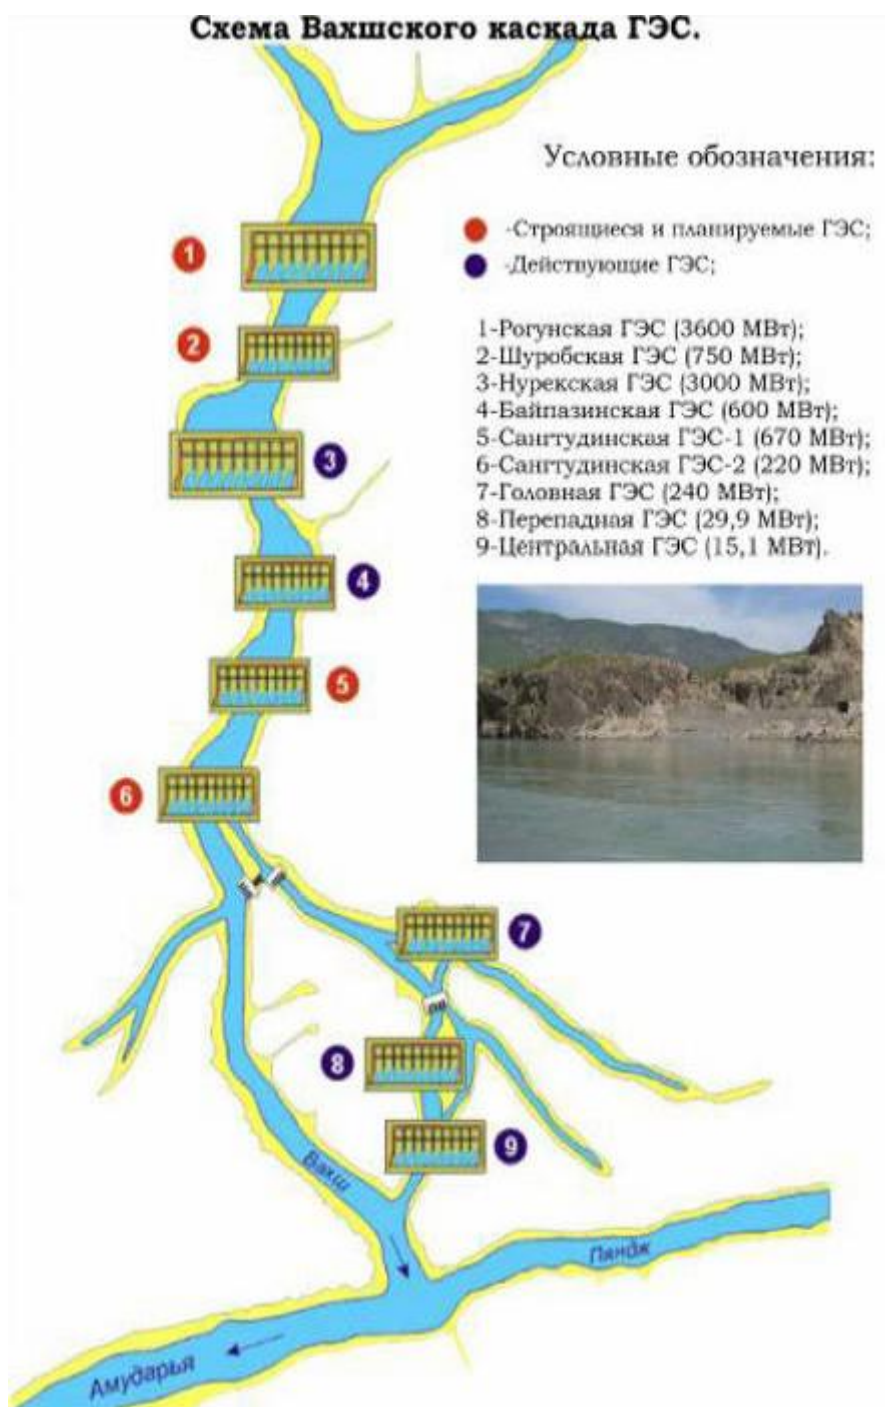 Схема Вахшского каскада ГЭС.
Условные обозначения:
-Строящиеся и планируемые ГЭС;
-Действующие ГЭС;
1-Рогунская ГЭС (3600 МВт);
2-Шуробская ГЭС (750 МВт);
3-Нурекская ГЭС (3000 МВт);
4-Байпазинская ГЭС (600 МВт);
5-Сангтудинская ГЭС-1 (670 МВт);
6-Сангтудинская ГЭС-2 (220 МВт);
7-Головная ГЭС (240 МВт);
8-Перепадная ГЭС (29,9 МВт);
9-Центральная ГЭС (15,1 МВт).
1
2
3
4
5
6
7
8
9
Вахш
Пяндж
Амударья